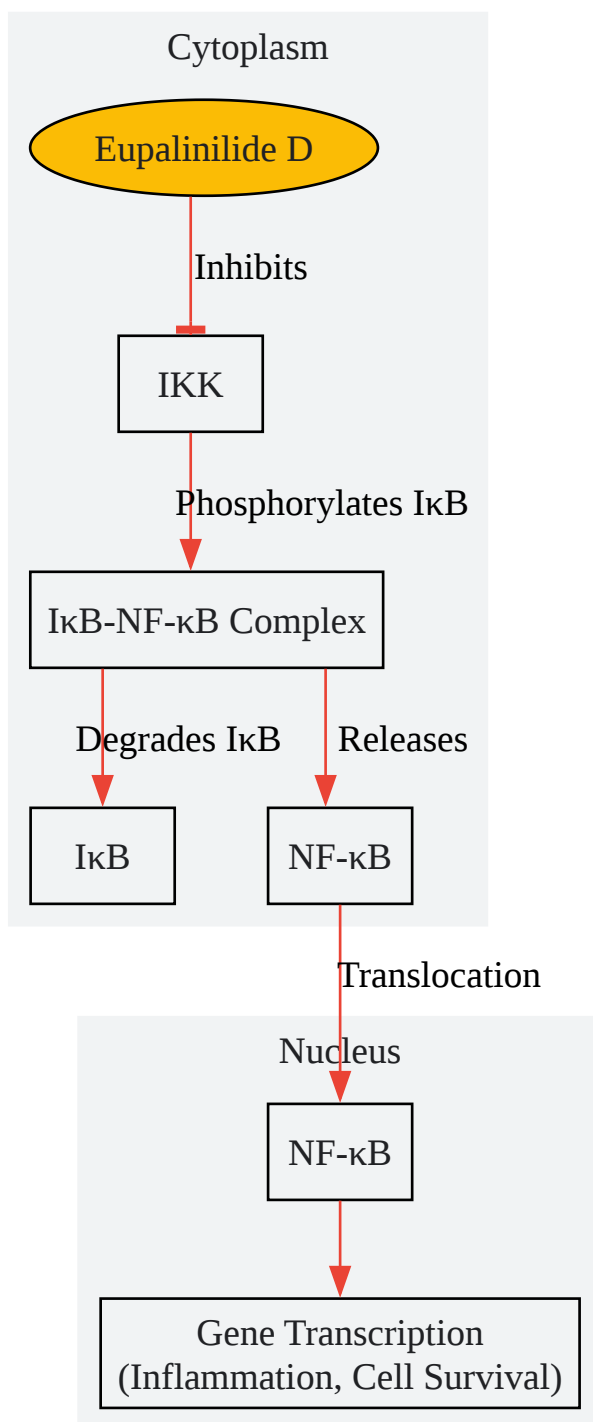 Cytoplasm
Eupalinilide D
Inhibits
IKK
Phosphorylates IκB
IκB-NF-κB Complex
Degrades IκB
Releases
IκB
NF-κB
Translocation
Nucleus
NF-κB
Gene Transcription
(Inflammation, Cell Survival)